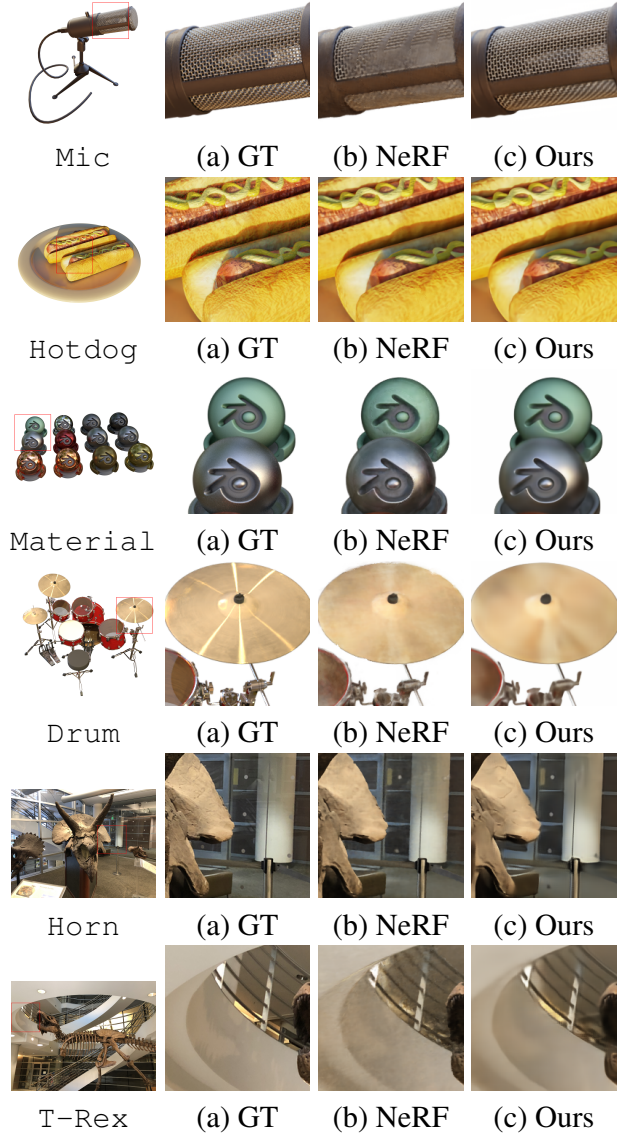 Mic (a) GT (b) NeRF (c) Ours
Hotdog (a) GT (b) NeRF (c) Ours
Material (a) GT (b) NeRF (c) Ours
Drum (a) GT (b) NeRF (c) Ours
Horn (a) GT (b) NeRF (c) Ours
T-Rex (a) GT (b) NeRF (c) Ours